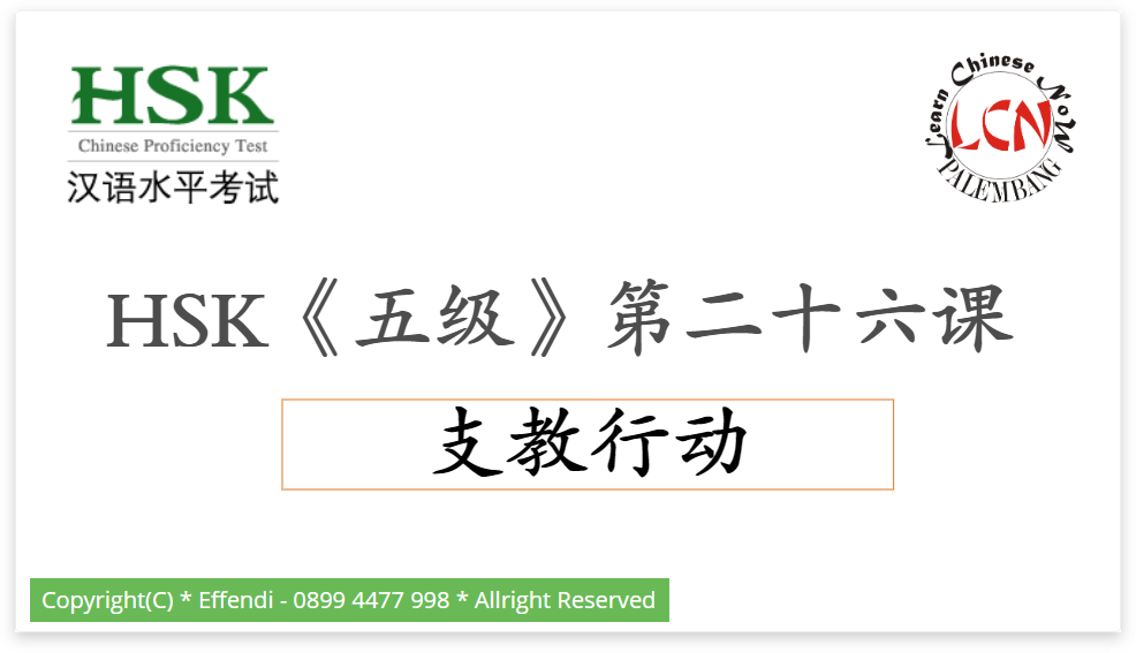 HSK
Chinese Proficiency Test
汉语水平考试
Learn Chinese NoW
LCN
PALEMBANG
HSK《五级》第二十六课
支教行动
Copyright(C) * Effendi - 0899 4477 998 * Allright Reserved